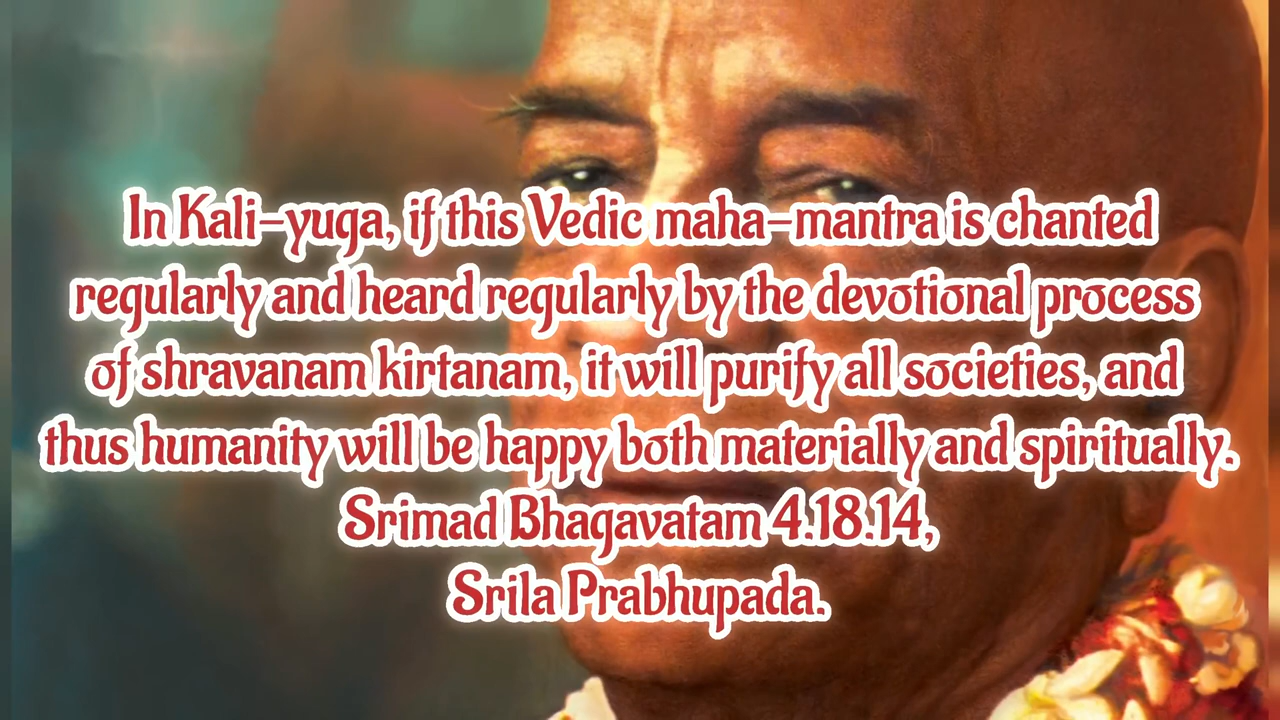 In Kali-yuga, if this Vedic maha-mantra is chanted
regularly and heard regularly by the devotional process
of shravanam kirtanam, it will purify all societies, and
thus humanity will be happy both materially and spiritually.
Srimad Bhagavatam 4.18.14,
Srila Prabhupada.